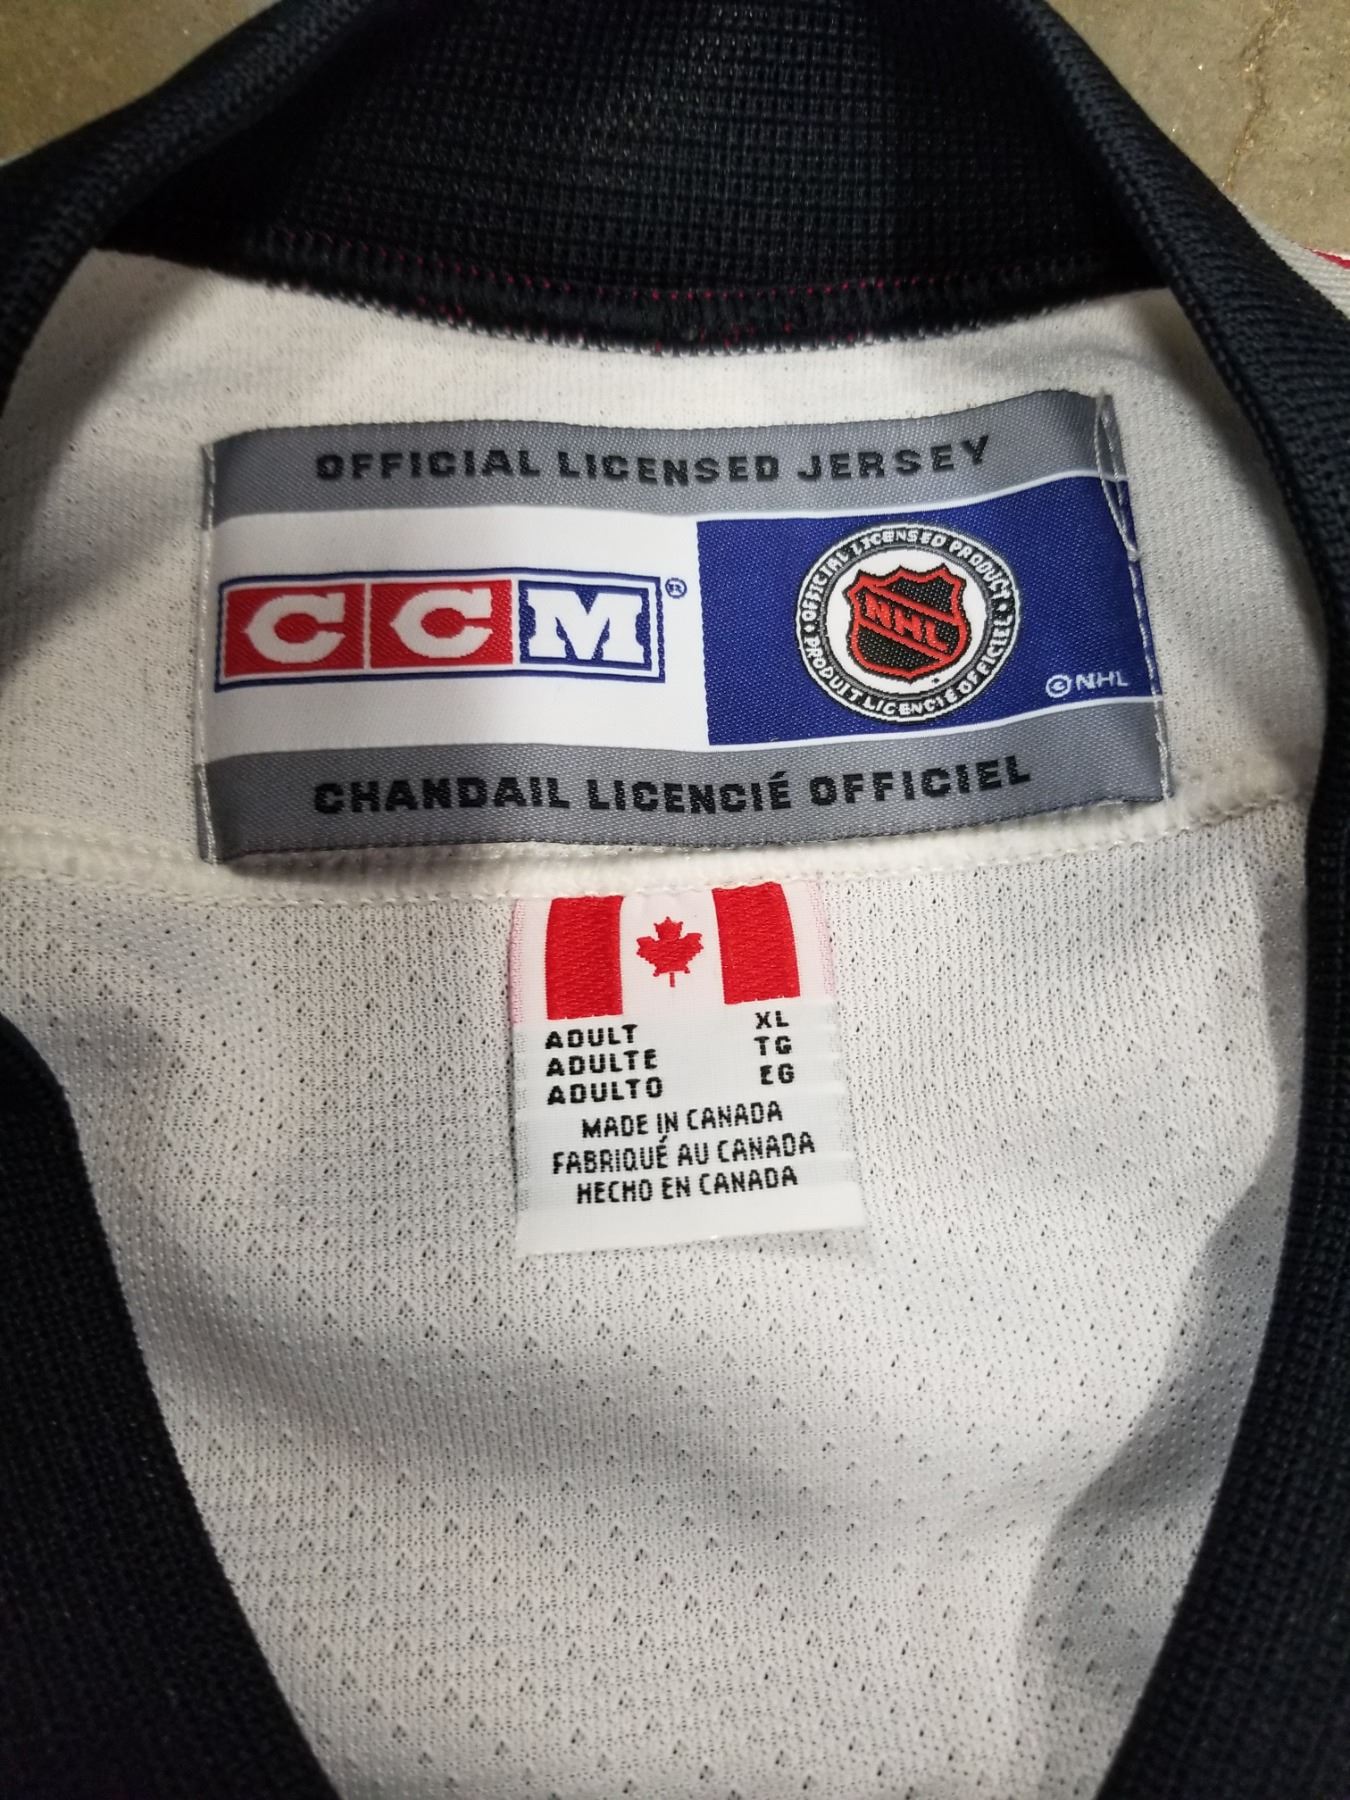 OFFICIAL LICENSED JERSEY
CCM®
OFFICIAL LICENSED PRODUCT
NHL
PRODUIT LICENCIÉ OFFICIEL
©NHL
CHANDAIL LICENCIÉ OFFICIEL
ADULT XL
ADULTE TG
ADULTO EG
MADE IN CANADA
FABRIQUÉ AU CANADA
HECHO EN CANADA